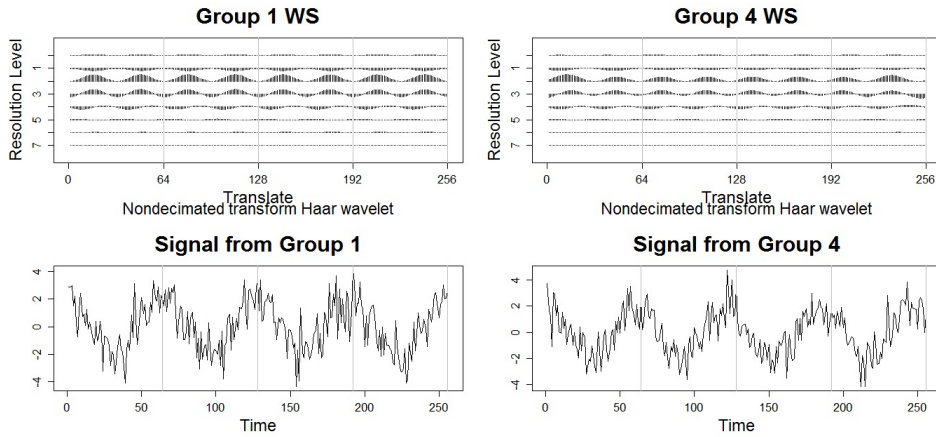 Group 1 WS
Resolution Level
1
3
5
7
0 64 128 192 256
Translate
Nondecimated transform Haar wavelet
Group 4 WS
Resolution Level
1
3
5
7
0 64 128 192 256
Translate
Nondecimated transform Haar wavelet
Signal from Group 1
4
2
0
-2
-4
0 50 100 150 200 250
Time
Signal from Group 4
4
2
0
-2
-4
0 50 100 150 200 250
Time